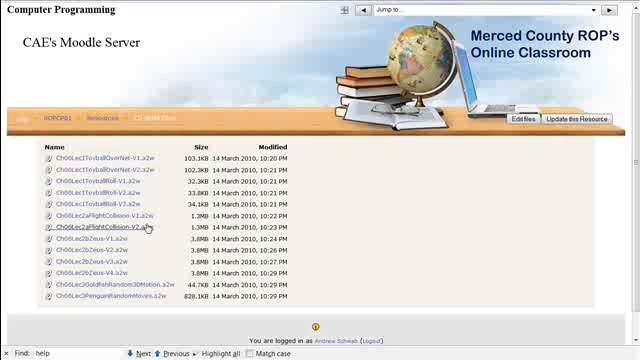 Computer Programming
Jump to...
CAE's Moodle Server
Merced County ROP's
Online Classroom
ROPCP01 Resources CD-ROM Files
Edit files Update this Resource
Name Size Modified
Ch06Lec1ToyballOverNet-V1.a2w 103.1KB 14 March 2010, 10:20 PM
Ch06Lec1ToyballOverNet-V2.a2w 102.3KB 14 March 2010, 10:21 PM
Ch06Lec1ToyballRoll-V1.a2w 32.3KB 14 March 2010, 10:21 PM
Ch06Lec1ToyballRoll-V2.a2w 33.8KB 14 March 2010, 10:21 PM
Ch06Lec1ToyballRoll-V3.a2w 34.1KB 14 March 2010, 10:21 PM
Ch06Lec2aFlightCollision-V1.a2w 1.3MB 14 March 2010, 10:22 PM
Ch06Lec2aFlightCollision-V2.a2w 1.3MB 14 March 2010, 10:23 PM
Ch06Lec2bZeus-V1.a2w 3.8MB 14 March 2010, 10:24 PM
Ch06Lec2bZeus-V2.a2w 3.8MB 14 March 2010, 10:26 PM
Ch06Lec2bZeus-V3.a2w 3.8MB 14 March 2010, 10:27 PM
Ch06Lec2bZeus-V4.a2w 3.8MB 14 March 2010, 10:29 PM
Ch06Lec3GoldfishRandom3DMotion.a2w 44.7KB 14 March 2010, 10:29 PM
Ch06Lec3PenguinRandomMoves.a2w 828.1KB 14 March 2010, 10:29 PM
You are logged in as Andrew Schwab (Logout)
Find: help Next Previous Highlight all Match case